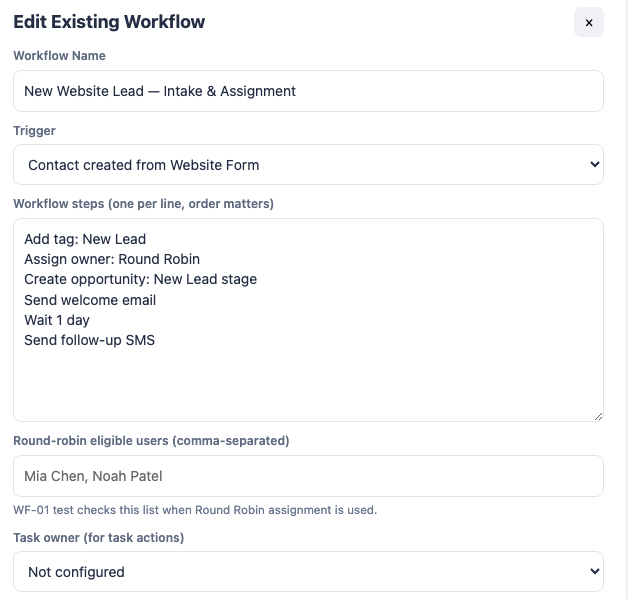 Edit Existing Workflow
×
Workflow Name
New Website Lead — Intake & Assignment
Trigger
Contact created from Website Form
Workflow steps (one per line, order matters)
Add tag: New Lead
Assign owner: Round Robin
Create opportunity: New Lead stage
Send welcome email
Wait 1 day
Send follow-up SMS
Round-robin eligible users (comma-separated)
Mia Chen, Noah Patel
WF-01 test checks this list when Round Robin assignment is used.
Task owner (for task actions)
Not configured